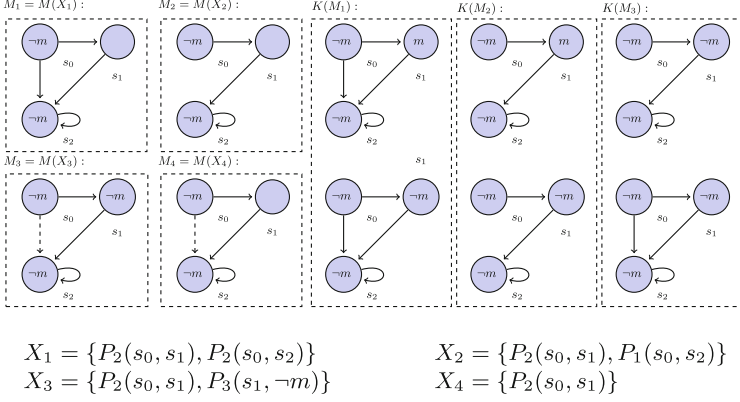 M₁ = M(X₁) : M₂ = M(X₂) : K(M₁) : K(M₂) : K(M₃) :
¬m ¬m ¬m m ¬m m ¬m ¬m
s₀ s₁ s₀ s₁ s₀ s₁ s₀ s₁ s₀ s₁
¬m ¬m ¬m ¬m ¬m
s₂ s₂ s₂ s₂ s₂
s₁
M₃ = M(X₃) : M₄ = M(X₄) :
¬m ¬m ¬m ¬m ¬m ¬m ¬m ¬m ¬m
s₀ s₁ s₀ s₁ s₀ s₀ s₁ s₀ s₁
¬m ¬m ¬m ¬m ¬m
s₂ s₂ s₂ s₂ s₂
X₁ = {P₂(s₀, s₁), P₂(s₀, s₂)} X₂ = {P₂(s₀, s₁), P₁(s₀, s₂)}
X₃ = {P₂(s₀, s₁), P₃(s₁, ¬m)} X₄ = {P₂(s₀, s₁)}